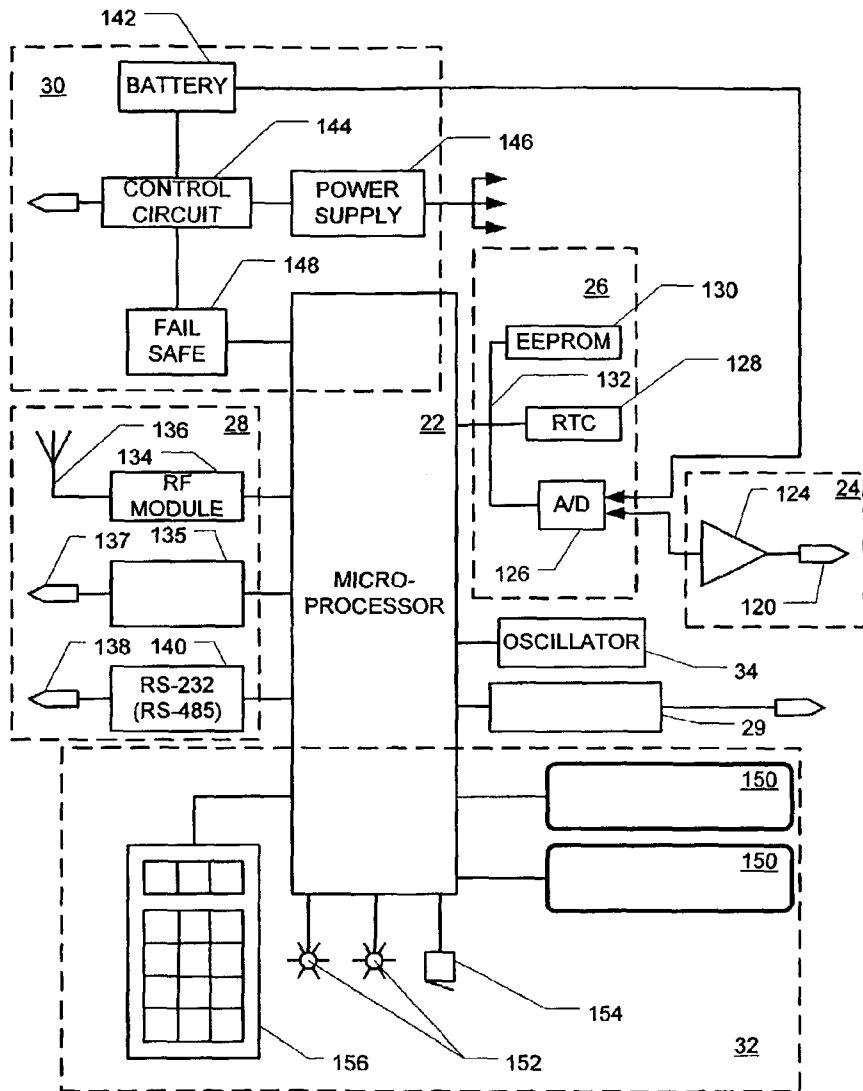 142
30
BATTERY
144
146
CONTROL
CIRCUIT
POWER
SUPPLY
148
FAIL
SAFE
26
130
EEPROM
132
128
22
RTC
28
136
134
RF
MODULE
A/D
124
24
137
135
126
120
MICRO-
PROCESSOR
OSCILLATOR
34
138
140
RS-232
(RS-485)
29
150
150
154
156
152
32